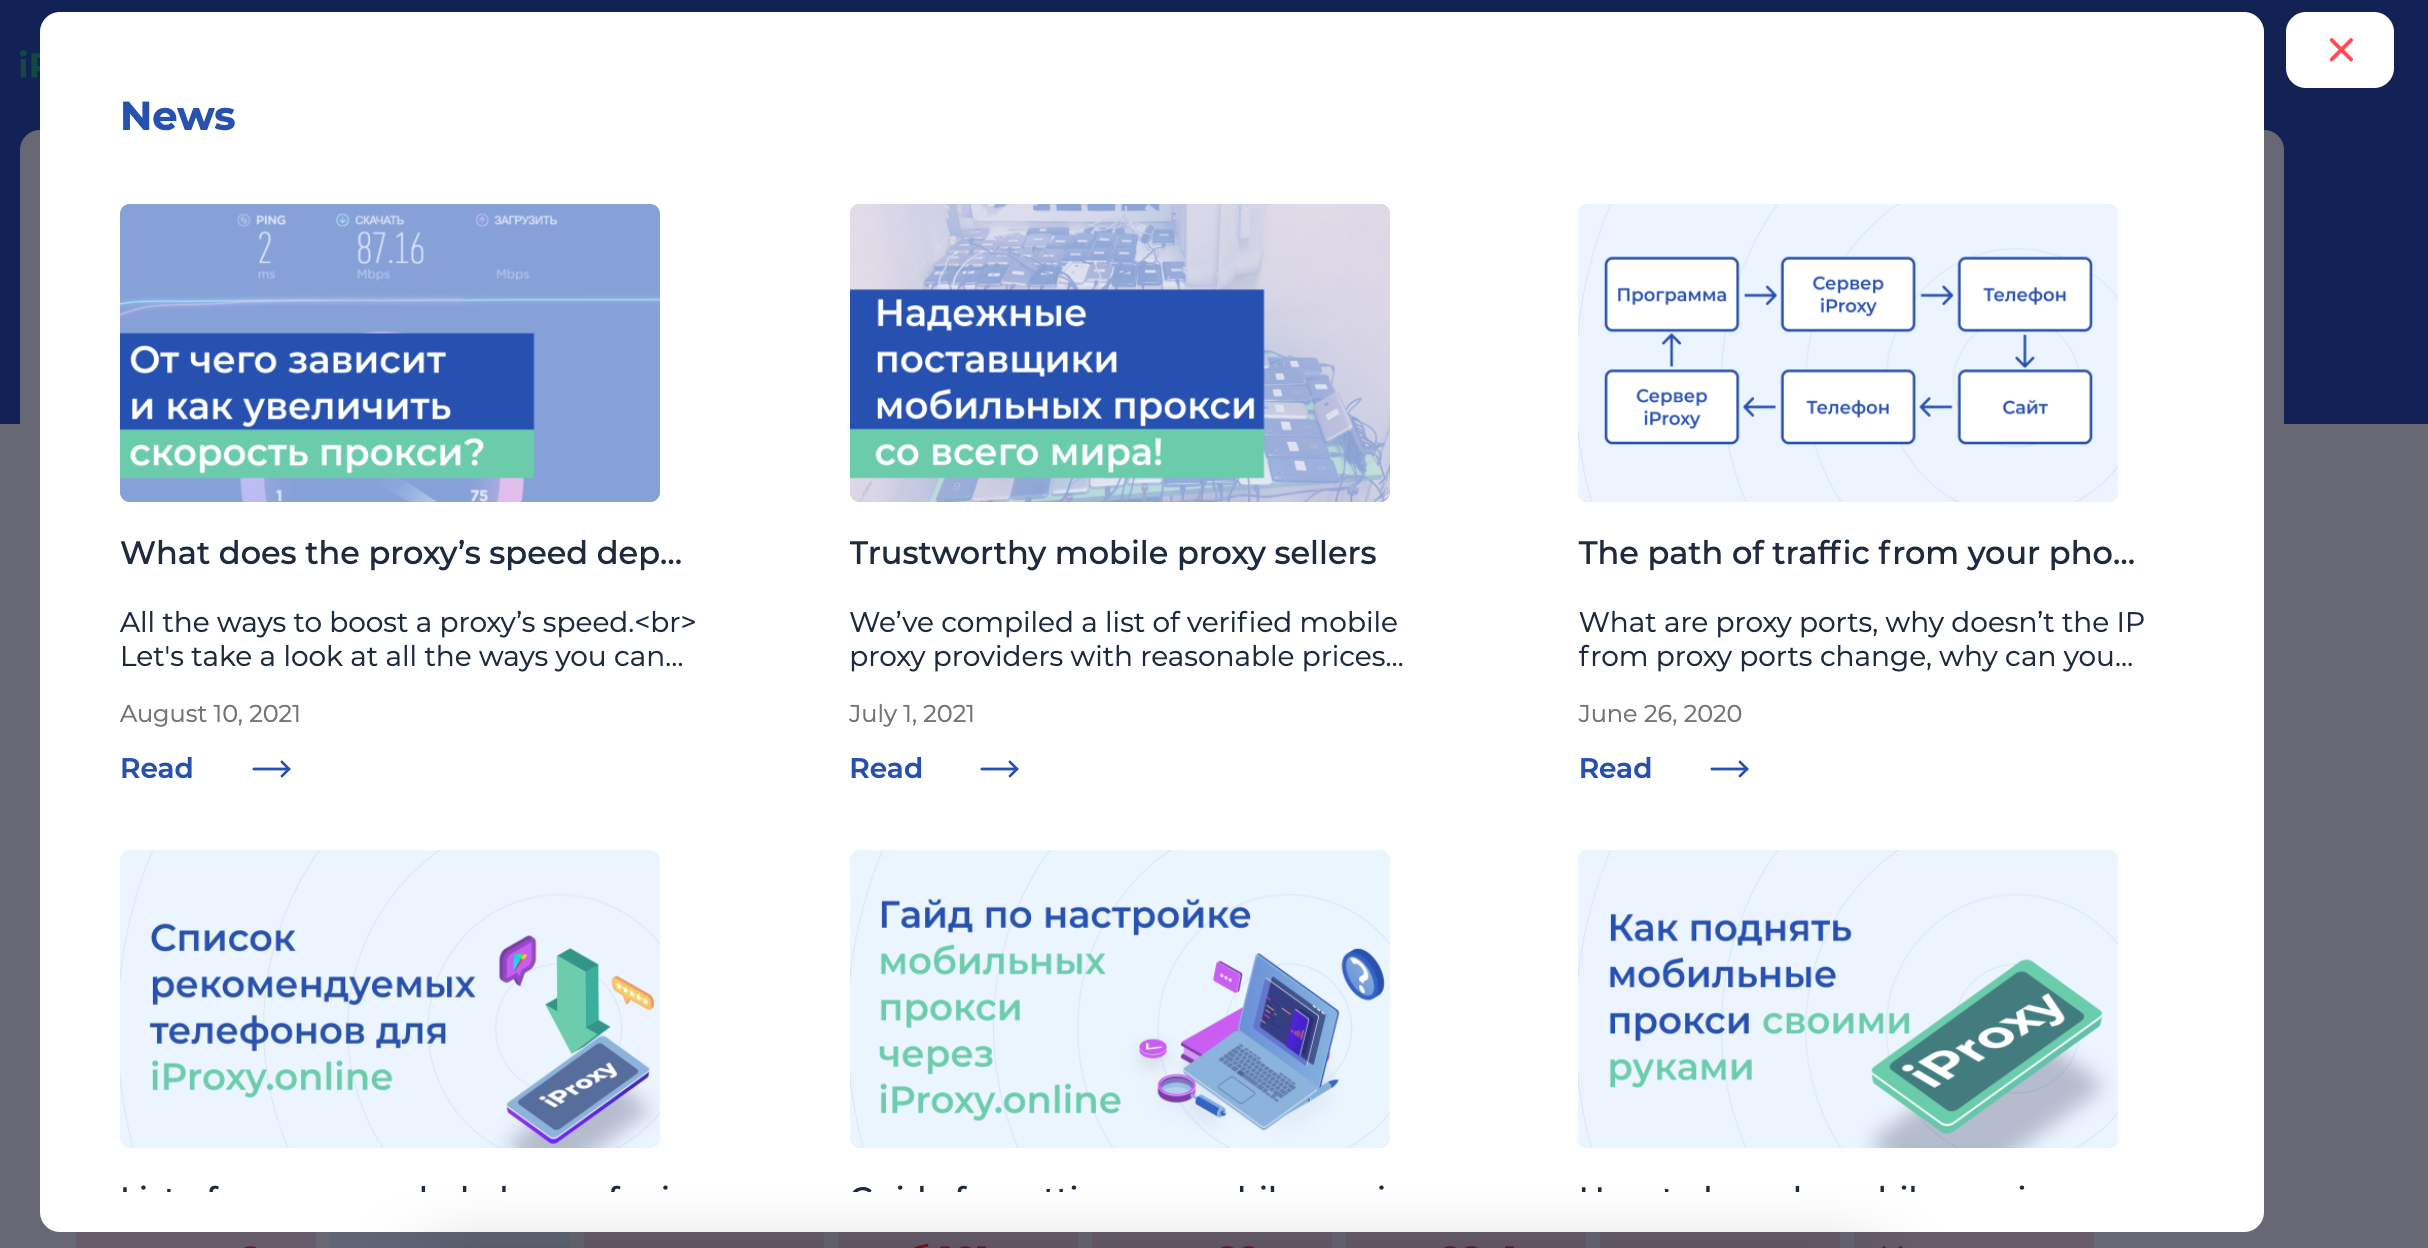 News
PING
СКАЧАТЬ
ЗАГРУЗИТЬ
2
87.16
ms
Mbps
Mbps
От чего зависит
и как увеличить
скорость прокси?
1
75
What does the proxy’s speed dep...
All the ways to boost a proxy’s speed.<br>
Let's take a look at all the ways you can...
August 10, 2021
Read
Надежные
поставщики
мобильных прокси
со всего мира!
Trustworthy mobile proxy sellers
We’ve compiled a list of verified mobile
proxy providers with reasonable prices...
July 1, 2021
Read
Программа
Сервер
iProxy
Телефон
Сервер
iProxy
Телефон
Сайт
The path of traffic from your pho...
What are proxy ports, why doesn’t the IP
from proxy ports change, why can you...
June 26, 2020
Read
Список
рекомендуемых
телефонов для
iProxy.online
iProxy
Гайд по настройке
мобильных
прокси
через
iProxy.online
Как поднять
мобильные
прокси своими
руками
iProxy